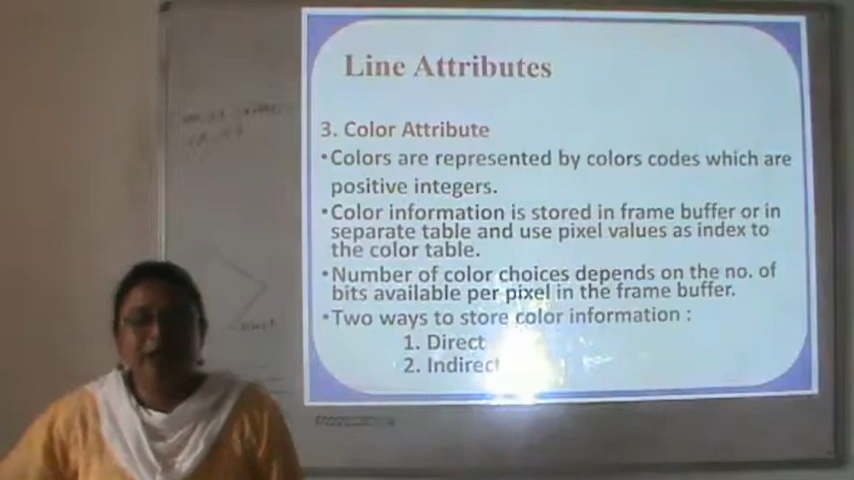 Line Attributes
3. Color Attribute
•Colors are represented by colors codes which are
positive integers.
•Color information is stored in frame buffer or in
separate table and use pixel values as index to
the color table.
•Number of color choices depends on the no. of
bits available per pixel in the frame buffer.
•Two ways to store color information :
1. Direct
2. Indirect